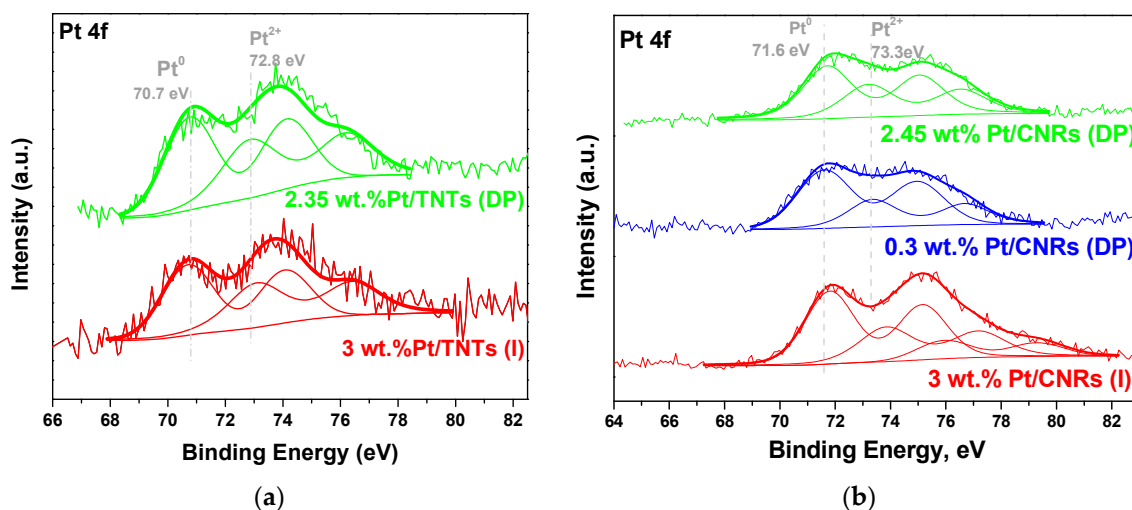 Pt 4f
Pt2+
72.8 eV
Pt0
70.7 eV
2.35 wt.%Pt/TNTs (DP)
3 wt.%Pt/TNTs (I)
Intensity (a.u.)
66 68 70 72 74 76 78 80 82
Binding Energy (eV)
(a)
Pt 4f
Pt0
71.6 eV
Pt2+
73.3eV
2.45 wt% Pt/CNRs (DP)
0.3 wt.% Pt/CNRs (DP)
3 wt.% Pt/CNRs (I)
Intensity (a.u.)
64 66 68 70 72 74 76 78 80 82
Binding Energy, eV
(b)